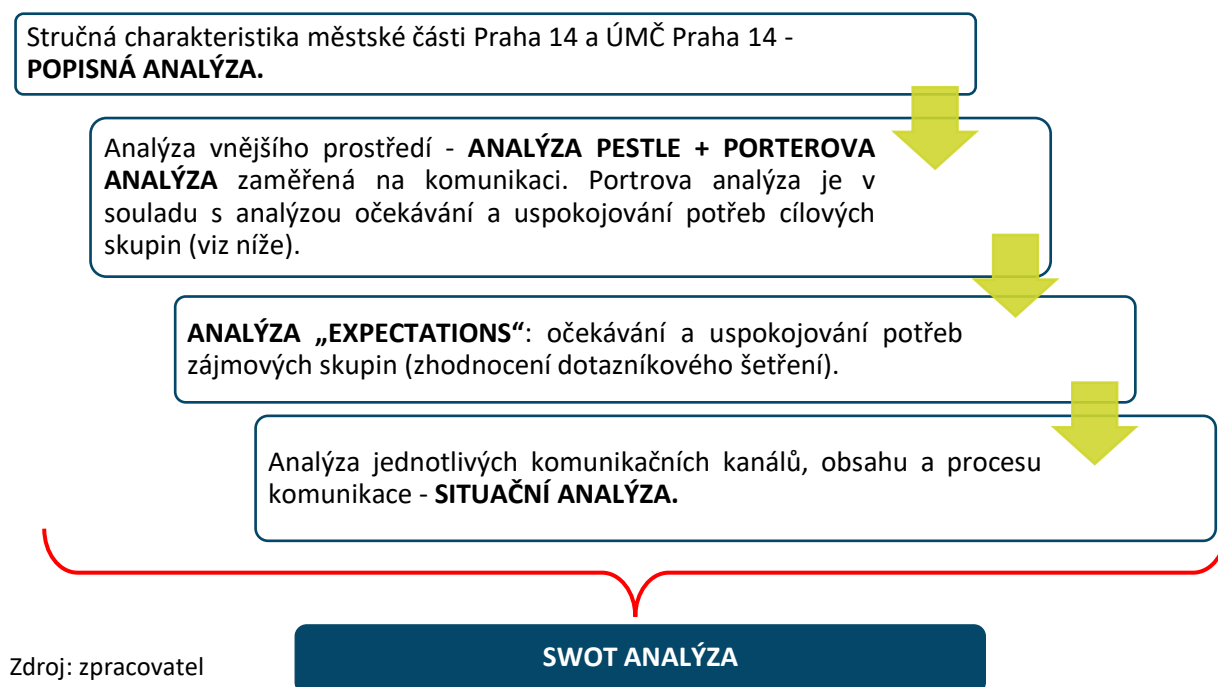 Stručná charakteristika městské části Praha 14 a ÚMČ Praha 14 -
POPISNÁ ANALÝZA.
Analýza vnějšího prostředí - ANALÝZA PESTLE + PORTEROVA
ANALÝZA zaměřená na komunikaci. Portrova analýza je v
souladu s analýzou očekávání a uspokojování potřeb cílových
skupin (viz níže).
ANALÝZA „EXPECTATIONS“: očekávání a uspokojování potřeb
zájmových skupin (zhodnocení dotazníkového šetření).
Analýza jednotlivých komunikačních kanálů, obsahu a procesu
komunikace - SITUAČNÍ ANALÝZA.
SWOT ANALÝZA
Zdroj: zpracovatel